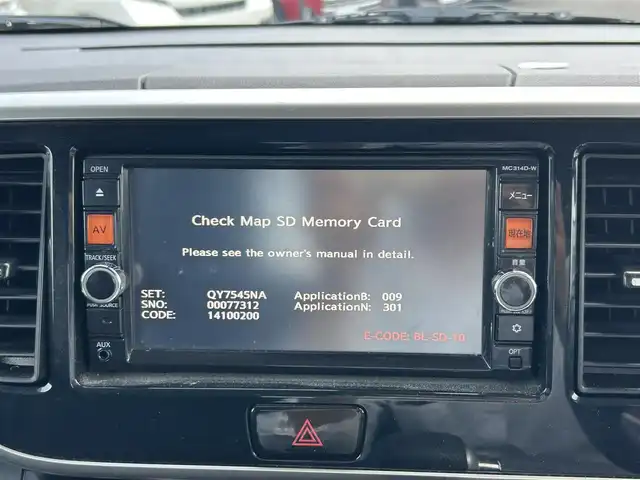 OPEN
MC314D-W
メニュー
AV
現在地
TRACK/SEEK
PUSH SOURCE
AUX
OPT
Check Map SD Memory Card
Please see the owner's manual in detail.
SET: QY7545NA ApplicationB: 009
SNO: 00077312 ApplicationN: 301
CODE: 14100200
E-CODE: BL-SD-10